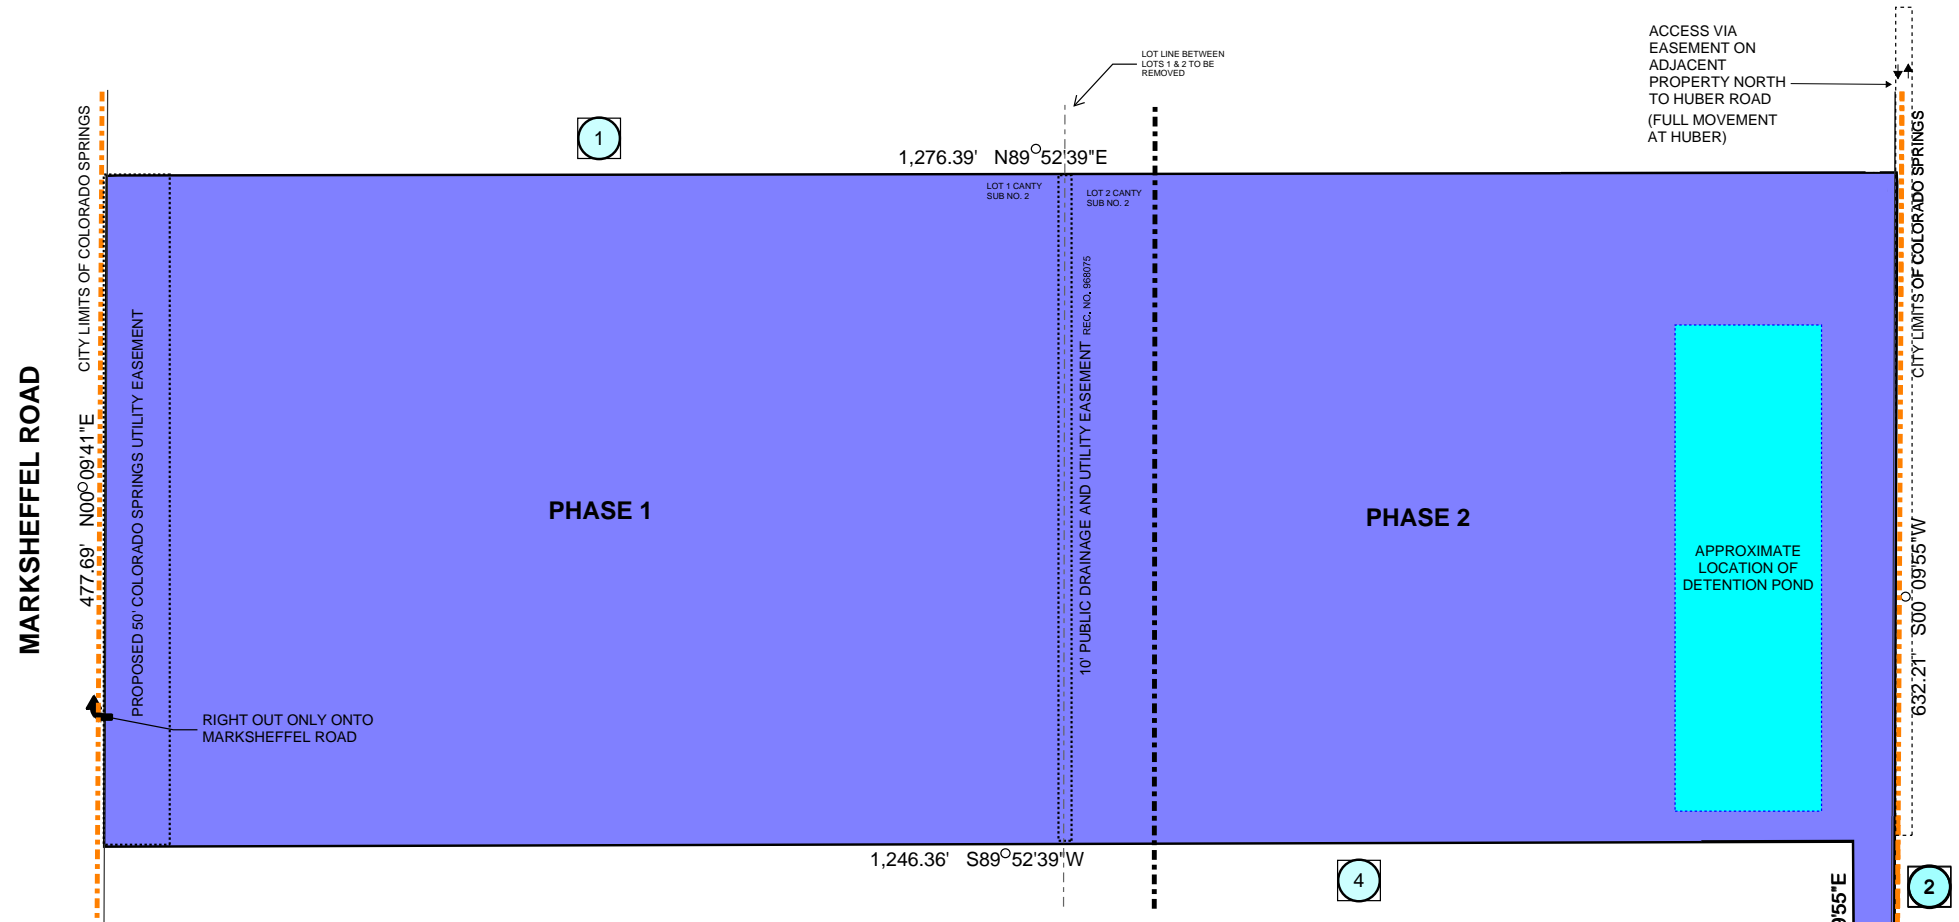 ACCESS VIA
EASEMENT ON
ADJACENT
PROPERTY NORTH
TO HUBER ROAD
(FULL MOVEMENT
AT HUBER)
LOT LINE BETWEEN
LOTS 1 & 2 TO BE
REMOVED
1
1,276.39' N89°52'39"E
LOT 1 CANTY
SUB NO. 2
LOT 2 CANTY
SUB NO. 2
MARKSHEFFEL ROAD
CITY LIMITS OF COLORADO SPRINGS
477.69' N00°09'41"E
PROPOSED 50' COLORADO SPRINGS UTILITY EASEMENT
PHASE 1
10' PUBLIC DRAINAGE AND UTILITY EASEMENT REC. NO. 968075
PHASE 2
APPROXIMATE
LOCATION OF
DETENTION POND
CITY LIMITS OF COLORADO SPRINGS
632.21' S00°09'55"W
RIGHT OUT ONLY ONTO
MARKSHEFFEL ROAD
1,246.36' S89°52'39"W
4
2
9'55"E